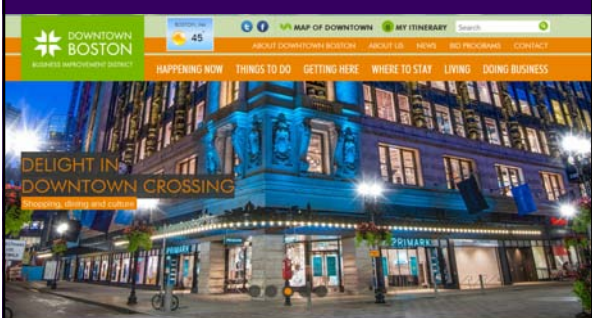 DOWNTOWN
BOSTON
BUSINESS IMPROVEMENT DISTRICT
BOSTON, MA
45°
MAP OF DOWNTOWN
MY ITINERARY
Search
ABOUT DOWNTOWN BOSTON ABOUT US NEWS BID PROGRAMS CONTACT
HAPPENING NOW THINGS TO DO GETTING HERE WHERE TO STAY LIVING DOING BUSINESS
DELIGHT IN
DOWNTOWN CROSSING
Shopping, dining and culture
PRIMARK
PRIMARK